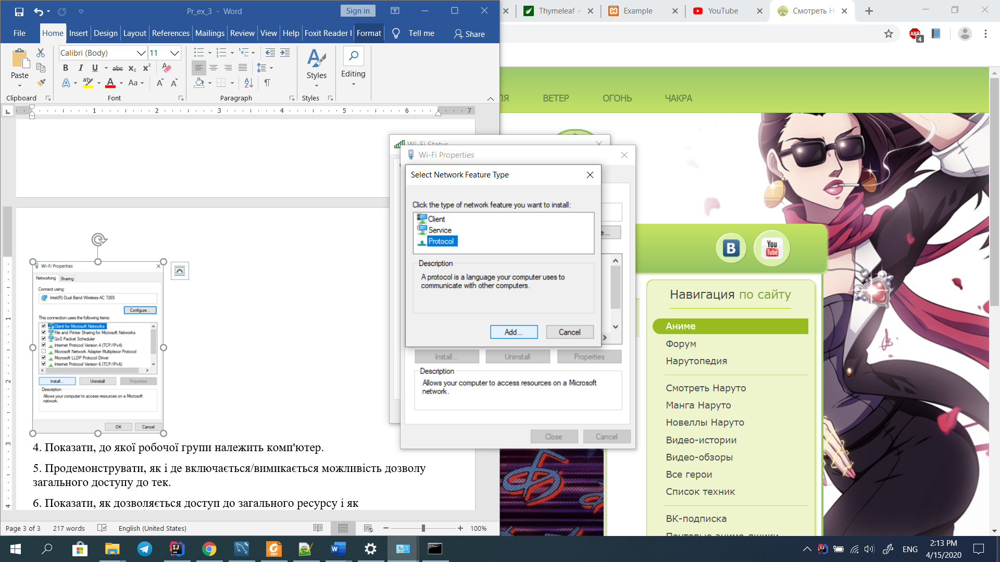 Pr_ex_3 - Word
Sign in
File
Home
Insert
Design
Layout
References
Mailings
Review
View
Help
Foxit Reader
Format
Tell me
Share
Paste
Clipboard
Calibri (Body)
11
Font
Paragraph
Styles
Styles
Editing
1 2 3 4 5 6 7
Wi-Fi Properties
Networking
Sharing
Connect using:
Intel(R) Dual Band Wireless-AC 7265
Configure...
This connection uses the following items:
Client for Microsoft Networks
File and Printer Sharing for Microsoft Networks
QoS Packet Scheduler
Internet Protocol Version 4 (TCP/IPv4)
Microsoft Network Adapter Multiplexor Protocol
Microsoft LLDP Protocol Driver
Internet Protocol Version 6 (TCP/IPv6)
Install...
Uninstall
Properties
Description
Allows your computer to access resources on a Microsoft
network.
OK
Cancel
4. Показати, до якої робочої групи належить комп'ютер.
5. Продемонструвати, як і де включається/вимикається можливість дозволу
загального доступу до тек.
6. Показати, як дозволяється доступ до загального ресурсу і як
Page 3 of 3
217 words
English (United States)
100%
Wi-Fi Status
Wi-Fi Properties
Select Network Feature Type
Click the type of network feature you want to install:
Client
Service
Protocol
Description
A protocol is a language your computer uses to
communicate with other computers.
Add...
Cancel
Install...
Uninstall
Properties
Description
Allows your computer to access resources on a Microsoft
network.
Close
Cancel
Thymeleaf +
Example
YouTube
Смотреть Н
ABP
4
ВЕТЕР
ОГОНЬ
ЧАКРА
B
You
Tube
Навигация по сайту
Аниме
Форум
Нарутопедия
Смотреть Наруто
Манга Наруто
Новеллы Наруто
Видео-истории
Видео-обзоры
Все герои
Список техник
ВК-подписка
Почтовые аниме-ящики
ENG
2:13 PM
4/15/2020